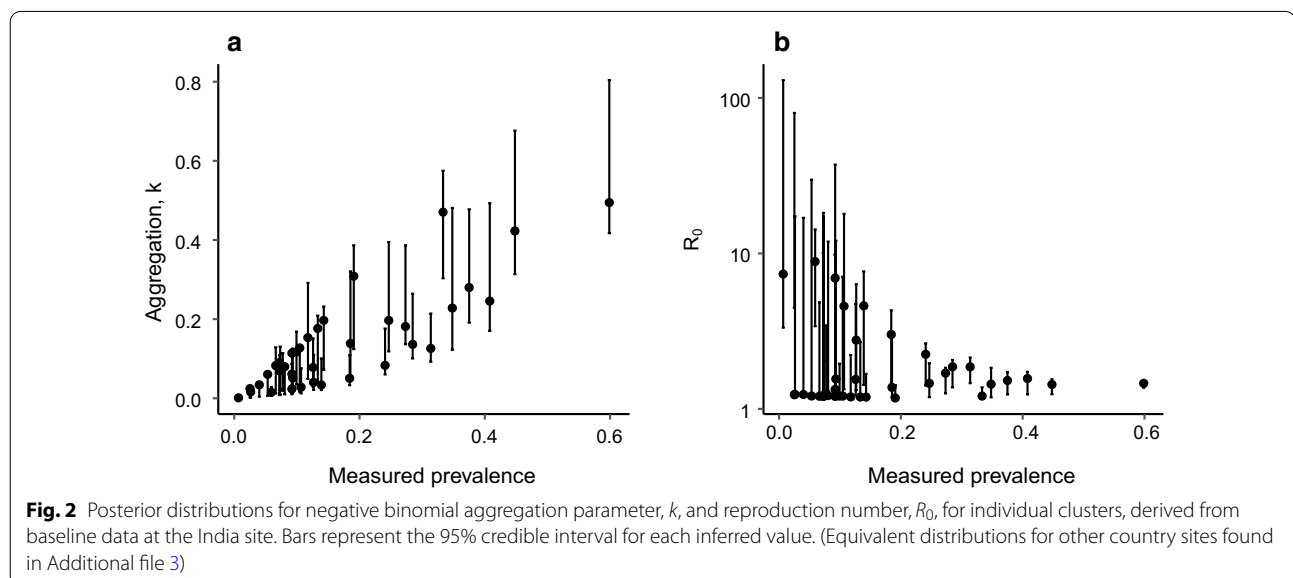 a
b
0.8
0.6
0.4
0.2
0.0
Aggregation, k
0.0 0.2 0.4 0.6
Measured prevalence
100
10
1
R₀
0.0 0.2 0.4 0.6
Measured prevalence
Fig. 2 Posterior distributions for negative binomial aggregation parameter, k, and reproduction number, R₀, for individual clusters, derived from
baseline data at the India site. Bars represent the 95% credible interval for each inferred value. (Equivalent distributions for other country sites found
in Additional file 3)